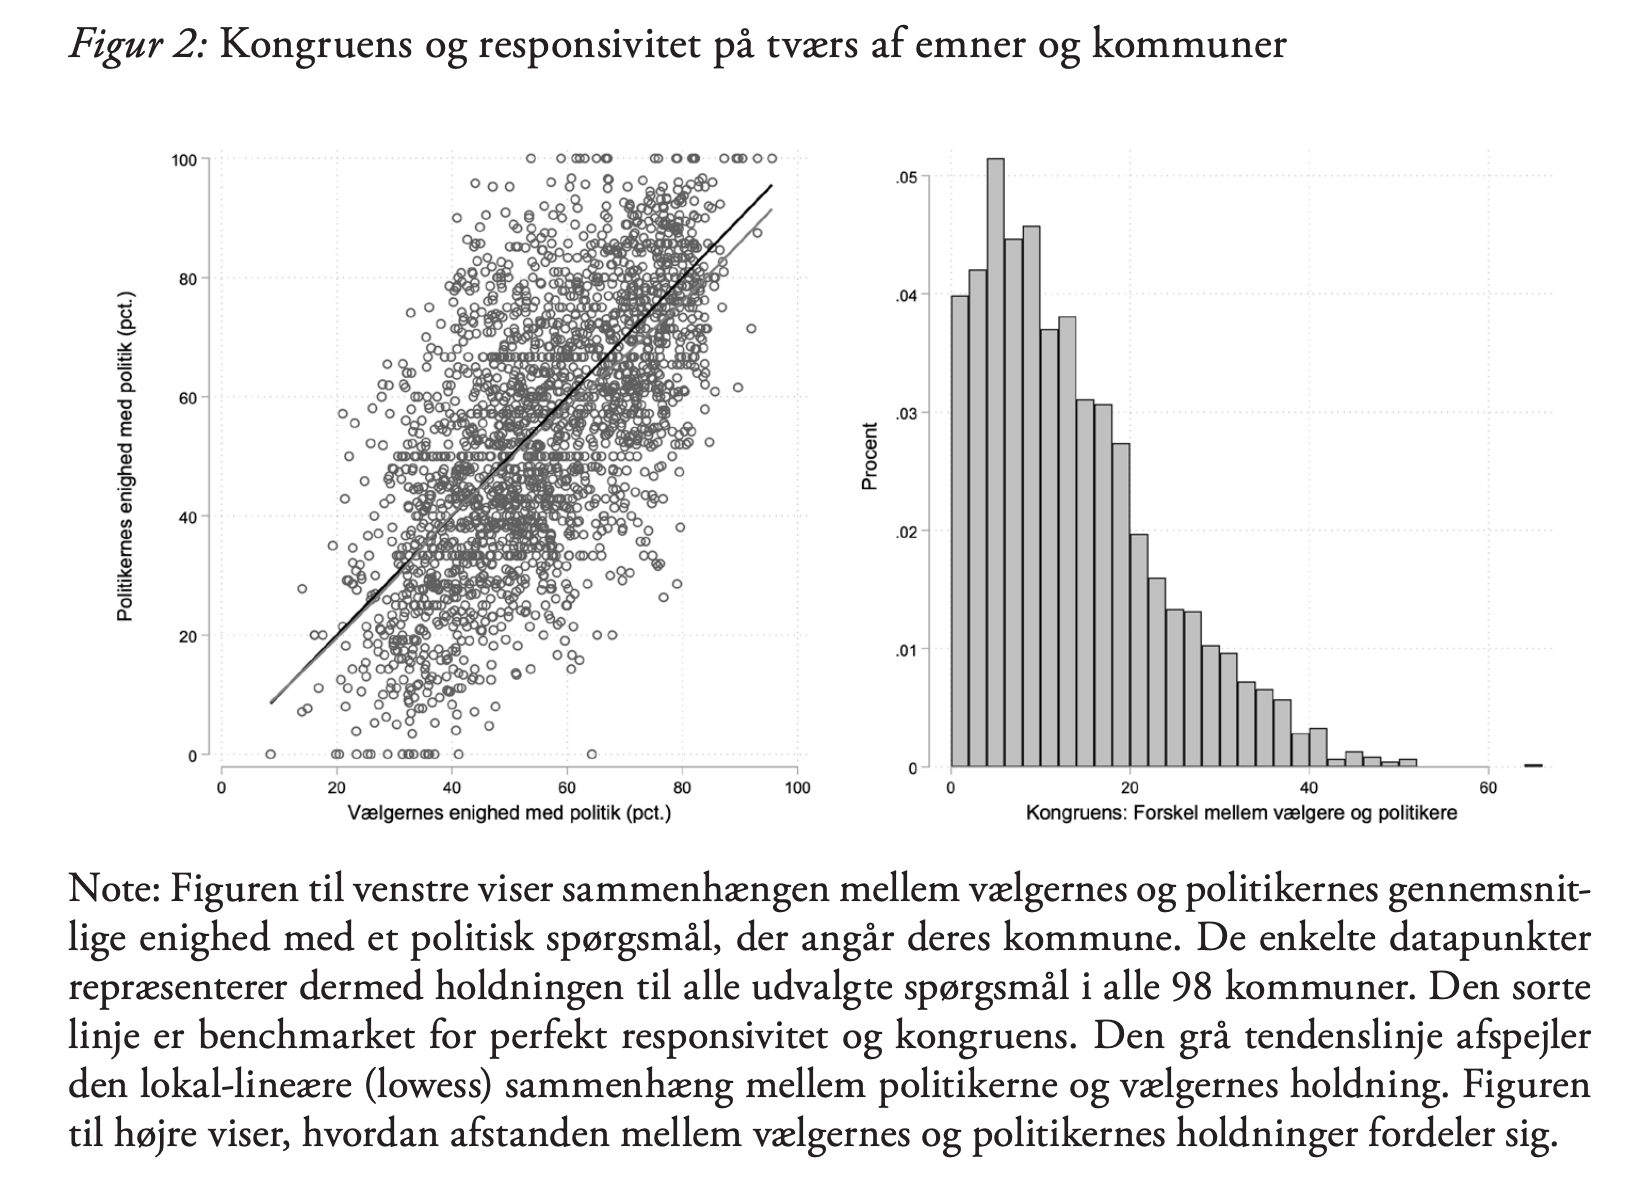 Figur 2: Kongruens og responsivitet på tværs af emner og kommuner
100
80
60
40
20
0
Politikernes enighed med politik (pct.)
0 20 40 60 80 100
Vælgernes enighed med politik (pct.)
.05
.04
.03
.02
.01
0
Procent
0 20 40 60
Kongruens: Forskel mellem vælgere og politikere
Note: Figuren til venstre viser sammenhængen mellem vælgernes og politikernes gennemsnit-
lige enighed med et politisk spørgsmål, der angår deres kommune. De enkelte datapunkter
repræsenterer dermed holdningen til alle udvalgte spørgsmål i alle 98 kommuner. Den sorte
linje er benchmarket for perfekt responsivitet og kongruens. Den grå tendenslinje afspejler
den lokal-lineære (lowess) sammenhæng mellem politikerne og vælgernes holdning. Figuren
til højre viser, hvordan afstanden mellem vælgernes og politikernes holdninger fordeler sig.